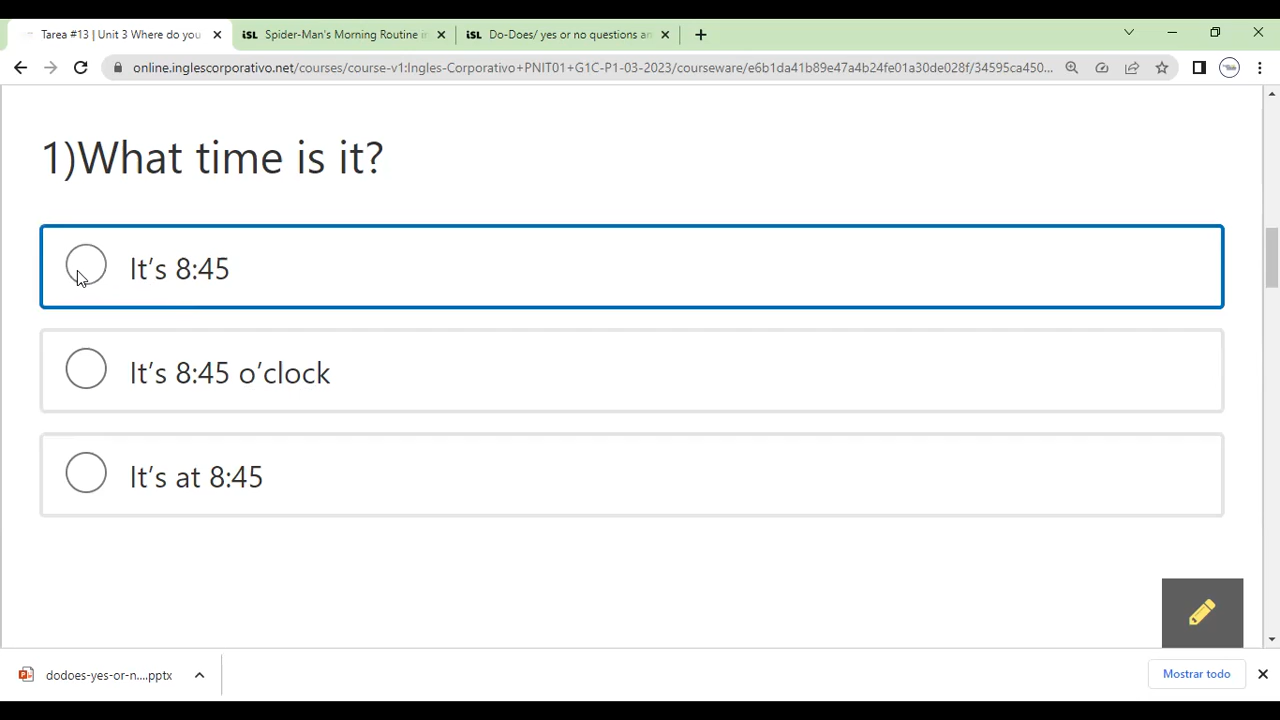 Tarea #13 | Unit 3 Where do you
iSL Spider-Man's Morning Routine i
iSL Do-Does/ yes or no questions an
online.inglescorporativo.net/courses/course-v1:Ingles-Corporativo+PNIT01+G1C-P1-03-2023/courseware/e6b1da41b89e47a4b24fe01a30de028f/34595ca450...
1)What time is it?
It's 8:45
It's 8:45 o'clock
It's at 8:45
dodoes-yes-or-n....pptx
Mostrar todo